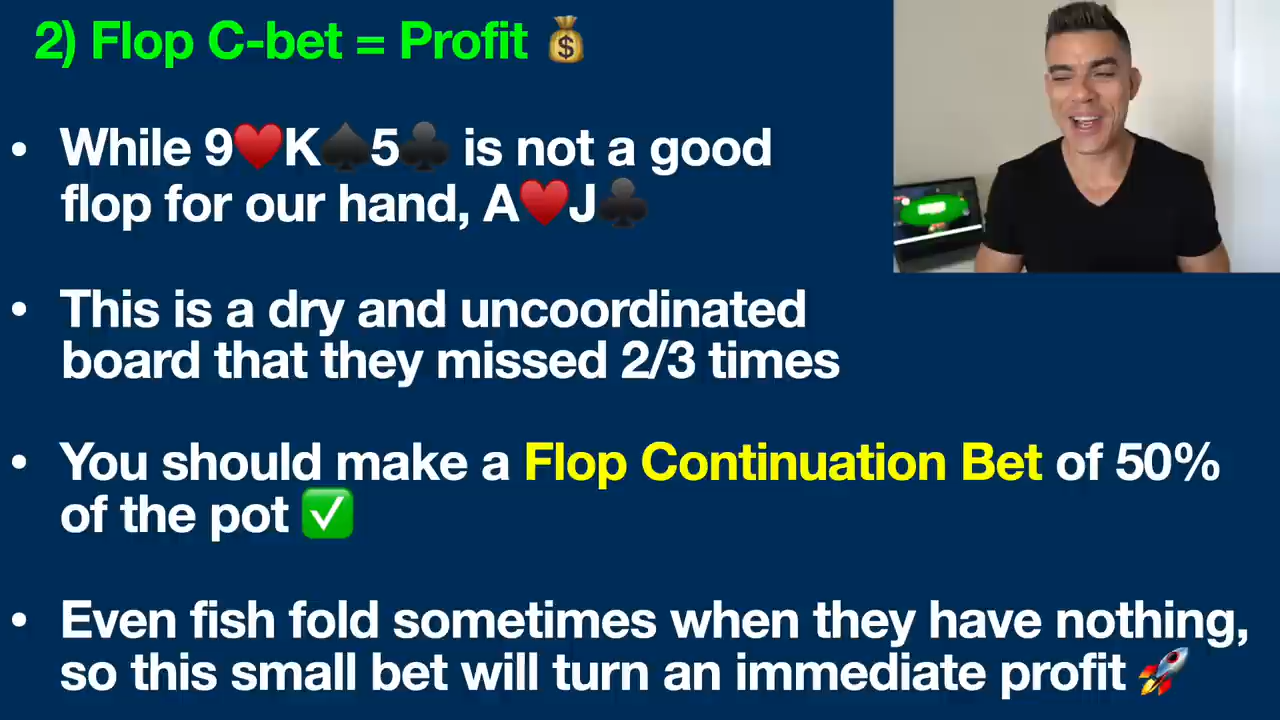 2) Flop C-bet = Profit 💰
• While 9♥️K♠️5♣️ is not a good
flop for our hand, A♥️J♣️
• This is a dry and uncoordinated
board that they missed 2/3 times
• You should make a Flop Continuation Bet of 50%
of the pot ✅
• Even fish fold sometimes when they have nothing,
so this small bet will turn an immediate profit 🚀